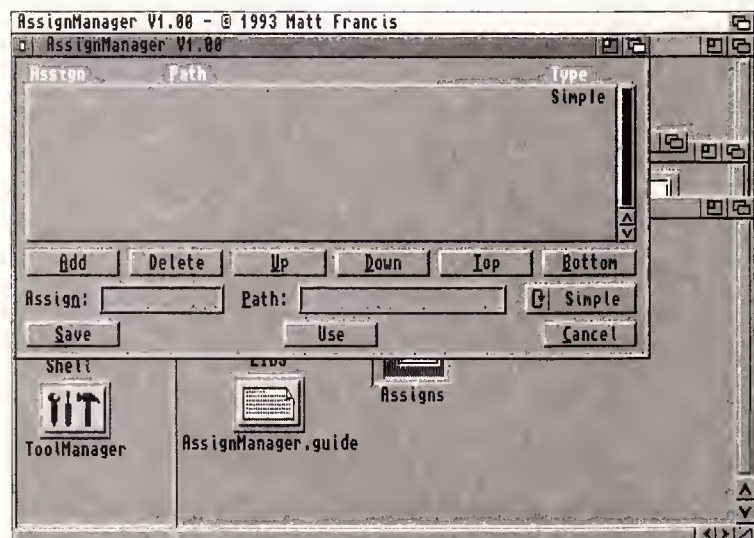 AssignManager V1.00 - © 1993 Matt Francis
AssignManager V1.00
Assign Path Type
Simple
Add Delete Up Down Top Bottom
Assign: Path: Simple
Save Use Cancel
Shell Libs
Assigns
ToolManager AssignManager.guide